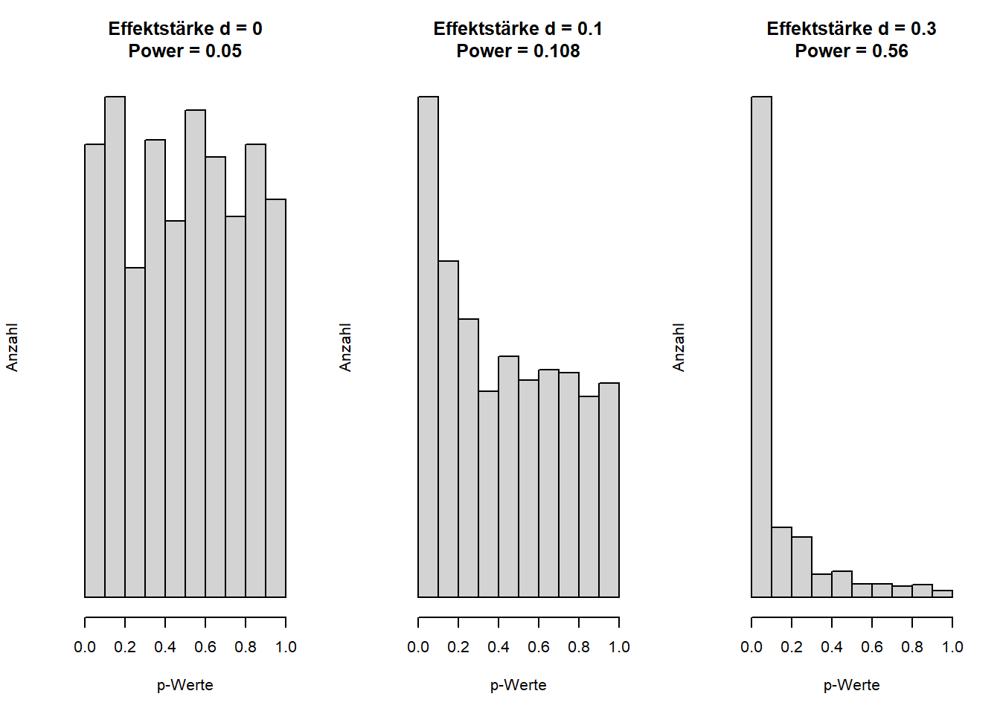 Effektstärke d = 0
Power = 0.05
Anzahl
0.0 0.2 0.4 0.6 0.8 1.0
p-Werte
Effektstärke d = 0.1
Power = 0.108
Anzahl
0.0 0.2 0.4 0.6 0.8 1.0
p-Werte
Effektstärke d = 0.3
Power = 0.56
Anzahl
0.0 0.2 0.4 0.6 0.8 1.0
p-Werte